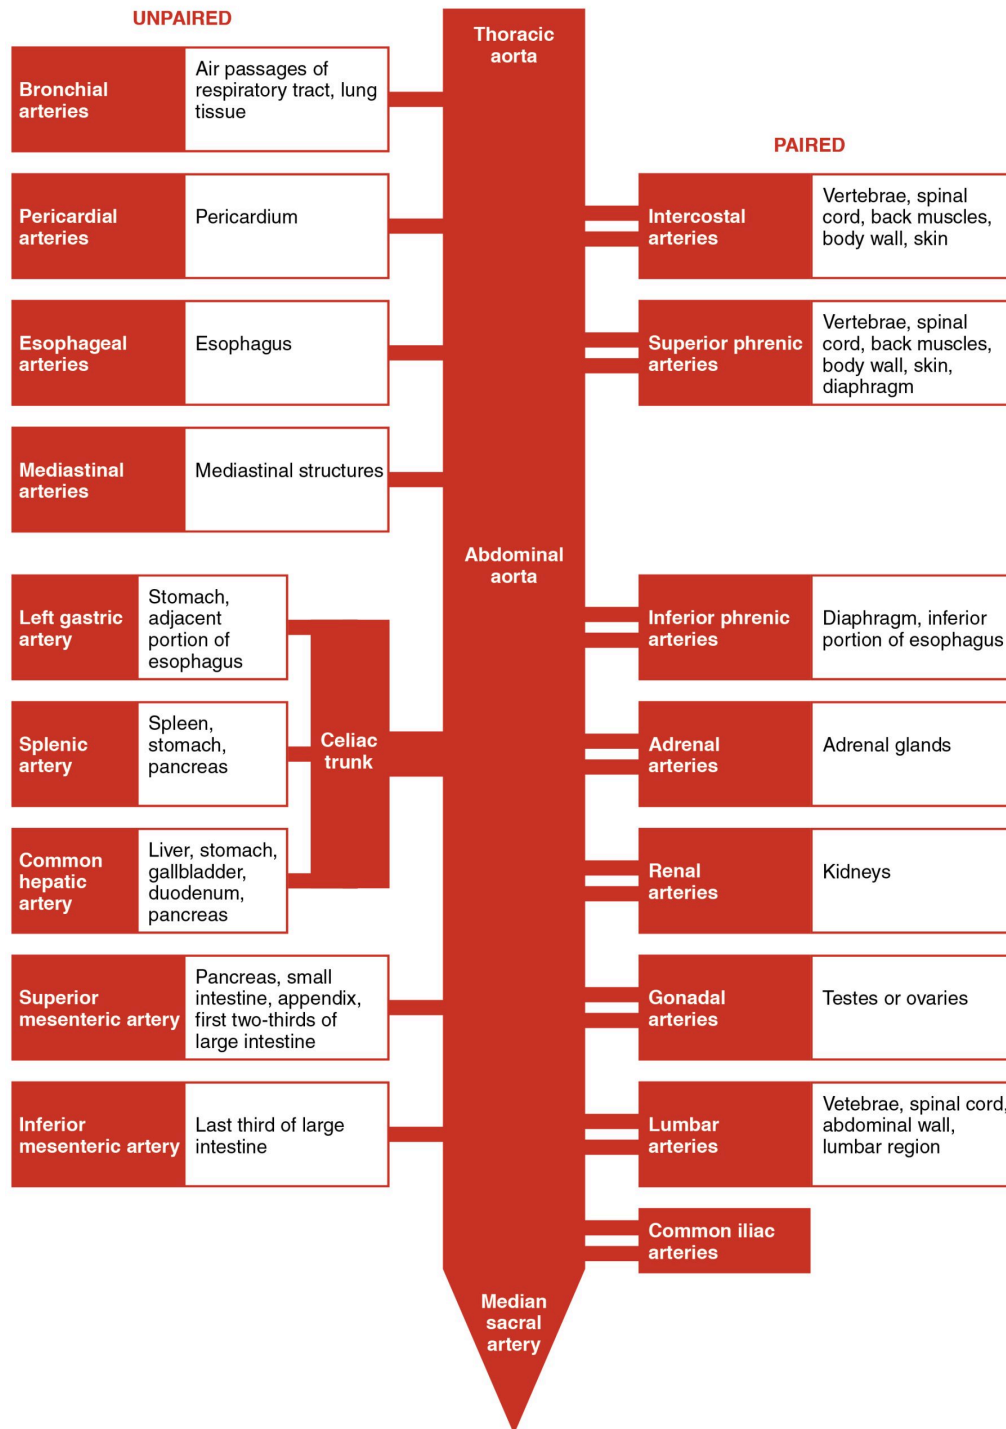 UNPAIRED
Thoracic
aorta
Bronchial
arteries
Air passages of
respiratory tract, lung
tissue
PAIRED
Pericardial
arteries
Pericardium
Intercostal
arteries
Vertebrae, spinal
cord, back muscles,
body wall, skin
Esophageal
arteries
Esophagus
Superior phrenic
arteries
Vertebrae, spinal
cord, back muscles,
body wall, skin,
diaphragm
Mediastinal
arteries
Mediastinal structures
Abdominal
aorta
Left gastric
artery
Stomach,
adjacent
portion of
esophagus
Inferior phrenic
arteries
Diaphragm, inferior
portion of esophagus
Splenic
artery
Spleen,
stomach,
pancreas
Celiac
trunk
Adrenal
arteries
Adrenal glands
Common
hepatic
artery
Liver, stomach,
gallbladder,
duodenum,
pancreas
Renal
arteries
Kidneys
Superior
mesenteric artery
Pancreas, small
intestine, appendix,
first two-thirds of
large intestine
Gonadal
arteries
Testes or ovaries
Inferior
mesenteric artery
Last third of large
intestine
Lumbar
arteries
Vetebrae, spinal cord,
abdominal wall,
lumbar region
Common iliac
arteries
Median
sacral
artery